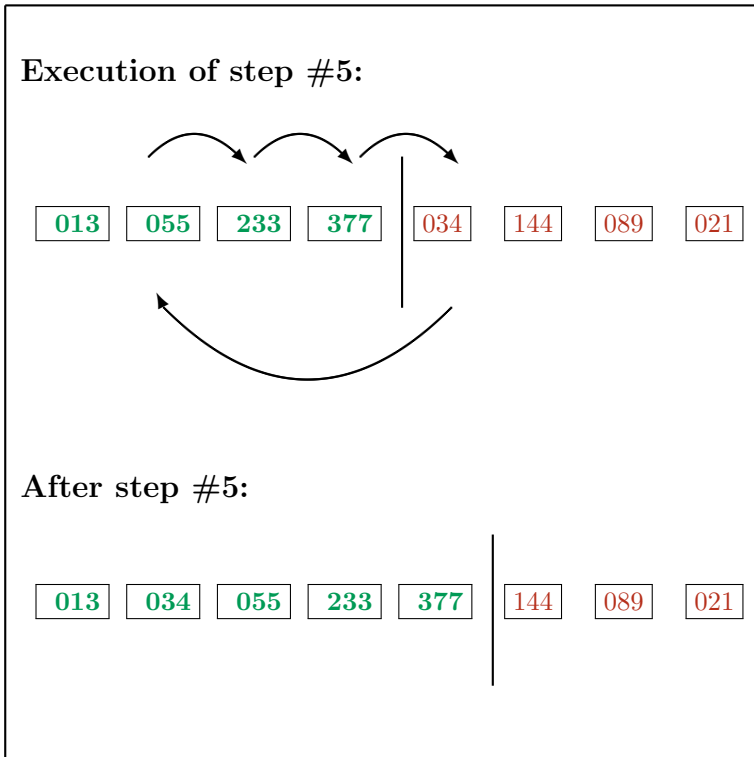 Execution of step #5:
013 055 233 377 034 144 089 021
After step #5:
013 034 055 233 377 144 089 021